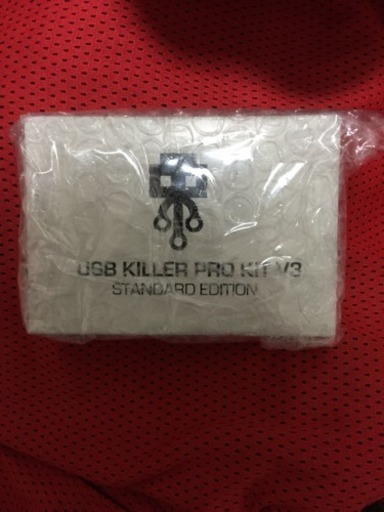 USB KILLER PRO KIT V3
STANDARD EDITION